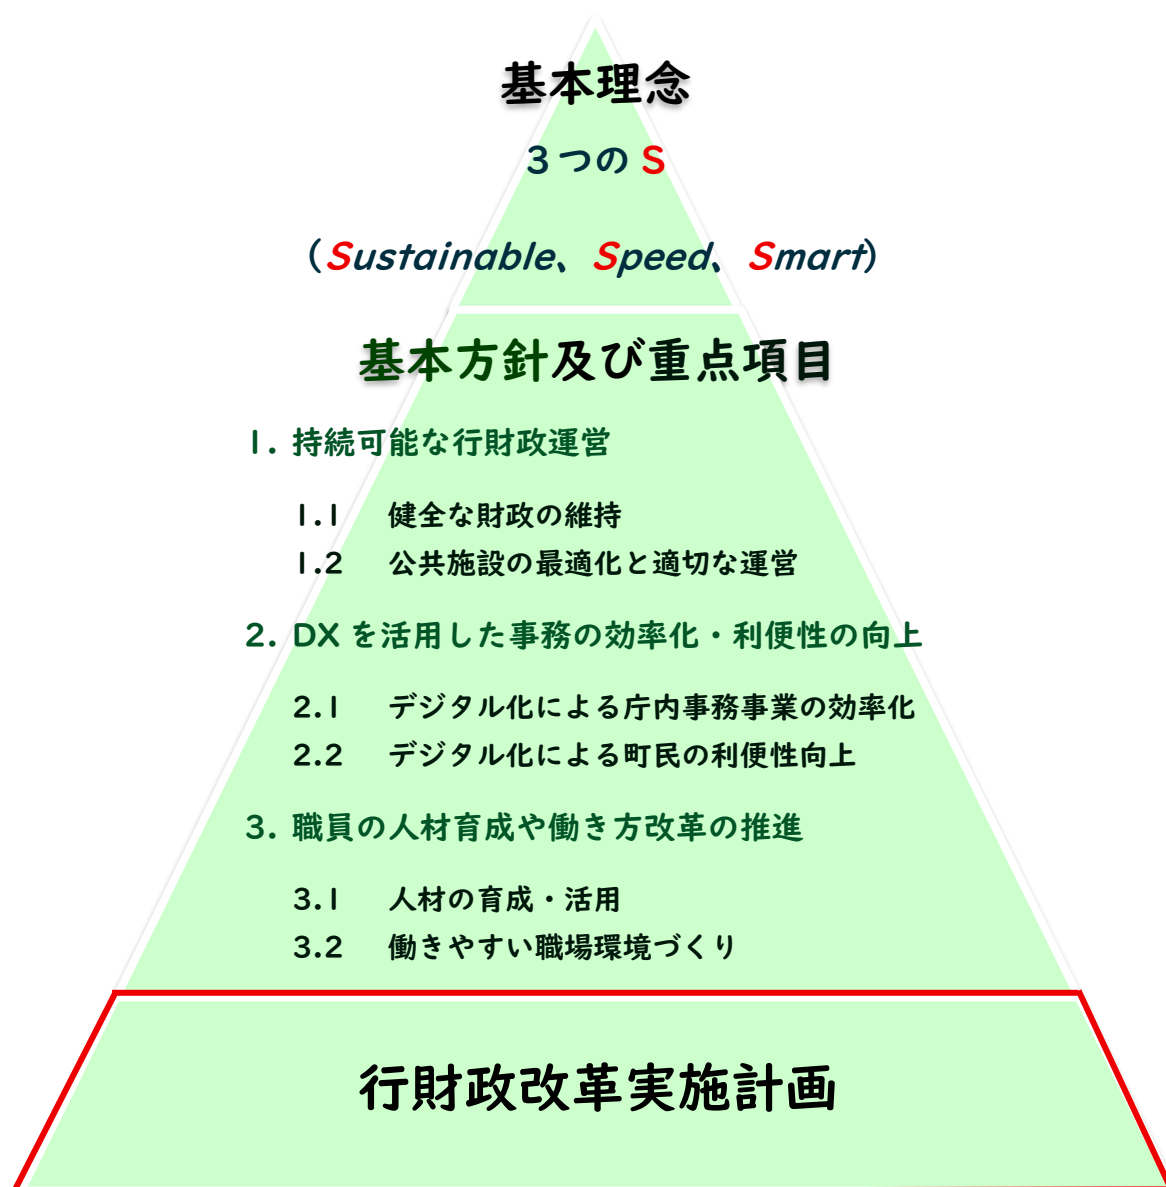 基本理念
3つのS
（Sustainable、Speed、Smart）
基本方針及び重点項目
1. 持続可能な行財政運営
1.1 健全な財政の維持
1.2 公共施設の最適化と適切な運営
2. DXを活用した事務の効率化・利便性の向上
2.1 デジタル化による庁内事務事業の効率化
2.2 デジタル化による町民の利便性向上
3. 職員の人材育成や働き方改革の推進
3.1 人材の育成・活用
3.2 働きやすい職場環境づくり
行財政改革実施計画